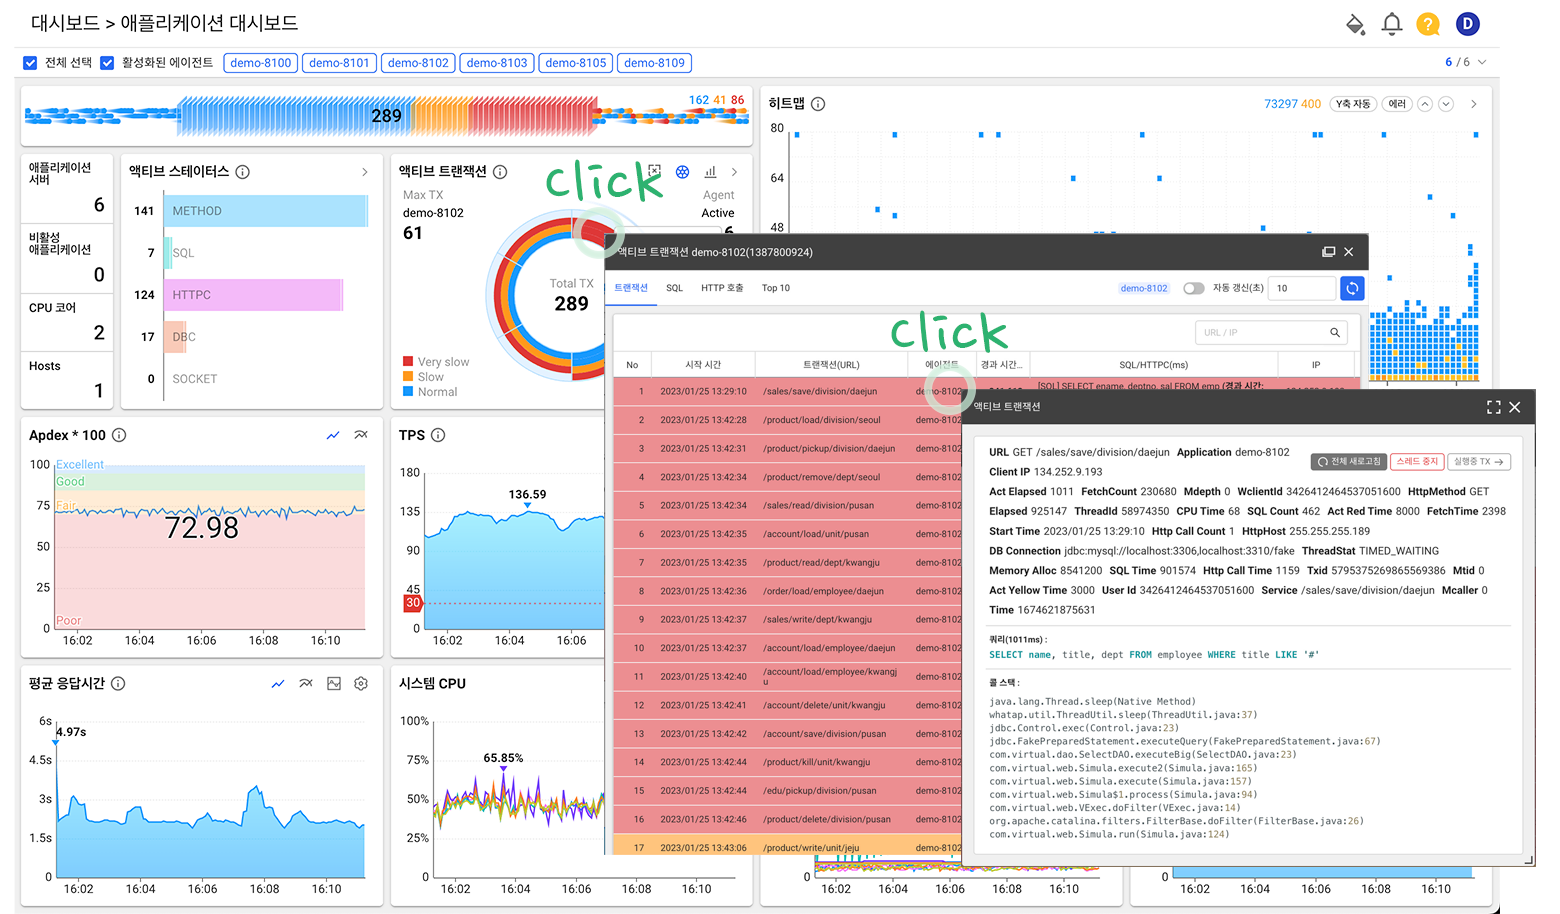 대시보드 > 애플리케이션 대시보드
D
전체 선택 활성화된 에이전트 demo-8100 demo-8101 demo-8102 demo-8103 demo-8105 demo-8109
6 / 6
162 41 86
289
애플리케이션
서버
6
비활성
애플리케이션
0
CPU 코어
2
Hosts
1
액티브 스테이터스
141 METHOD
7 SQL
124 HTTPC
17 DBC
0 SOCKET
액티브 트랜잭션
Max TX
demo-8102
61
Agent
Active
6
Total TX
289
Very slow
Slow
Normal
click
히트맵
73297 400 Y축 자동 에러
80
64
48
액티브 트랜잭션 demo-8102(1387800924)
트랜잭션 SQL HTTP 호출 Top 10
demo-8102 자동 갱신(초) 10
click
URL / IP
No 시작 시간 트랜잭션(URL) 에이전트 경과 시간... SQL/HTTPC(ms) IP
1 2023/01/25 13:29:10 /sales/save/division/daejun demo-8102 [SQL] SELECT ename, deptno, sal FROM emp (경과 시간:
2 2023/01/25 13:42:28 /product/load/division/seoul demo-8102
3 2023/01/25 13:42:31 /product/pickup/division/daejun demo-8102
4 2023/01/25 13:42:34 /product/remove/dept/seoul demo-8102
5 2023/01/25 13:42:34 /sales/read/division/pusan demo-8102
6 2023/01/25 13:42:35 /account/load/unit/pusan demo-8102
7 2023/01/25 13:42:35 /product/read/dept/kwangju demo-8102
8 2023/01/25 13:42:36 /order/load/employee/daejun demo-8102
9 2023/01/25 13:42:37 /sales/write/dept/kwangju demo-8102
10 2023/01/25 13:42:37 /account/load/employee/daejun demo-8102
11 2023/01/25 13:42:40 /account/load/employee/kwangj
u demo-8102
12 2023/01/25 13:42:41 /account/delete/unit/kwangju demo-8102
13 2023/01/25 13:42:42 /account/save/division/pusan demo-8102
14 2023/01/25 13:42:44 /product/kill/unit/kwangju demo-8102
15 2023/01/25 13:42:44 /edu/pickup/division/pusan demo-8102
16 2023/01/25 13:42:46 /product/delete/division/pusan demo-8102
17 2023/01/25 13:43:06 /product/write/unit/jeju demo-8102
액티브 트랜잭션
URL GET /sales/save/division/daejun Application demo-8102
전체 새로고침 스레드 중지 실행중 TX →
Client IP 134.252.9.193
Act Elapsed 1011 FetchCount 230680 Mdepth 0 WclientId 3426412464537051600 HttpMethod GET
Elapsed 925147 ThreadId 58974350 CPU Time 68 SQL Count 462 Act Red Time 8000 FetchTime 2398
Start Time 2023/01/25 13:29:10 Http Call Count 1 HttpHost 255.255.255.189
DB Connection jdbc:mysql://localhost:3306,localhost:3310/fake ThreadStat TIMED_WAITING
Memory Alloc 8541200 SQL Time 901574 Http Call Time 1159 Txid 5795375269865569386 Mtid 0
Act Yellow Time 3000 User Id 3426412464537051600 Service /sales/save/division/daejun Mcaller 0
Time 1674621875631
쿼리(1011ms) :
SELECT name, title, dept FROM employee WHERE title LIKE '#'
콜 스택 :
java.lang.Thread.sleep(Native Method)
whatap.util.ThreadUtil.sleep(ThreadUtil.java:37)
jdbc.Control.exec(Control.java:23)
jdbc.FakePreparedStatement.executeQuery(FakePreparedStatement.java:67)
com.virtual.dao.SelectDAO.executeBig(SelectDAO.java:23)
com.virtual.web.Simula.execute2(Simula.java:165)
com.virtual.web.Simula.execute(Simula.java:157)
com.virtual.web.Simula$1.process(Simula.java:94)
com.virtual.web.VExec.doFilter(VExec.java:14)
org.apache.catalina.filters.FilterBase.doFilter(FilterBase.java:26)
com.virtual.web.Simula.run(Simula.java:124)
Apdex * 100
100 Excellent
Good
75 Fair
72.98
50
25
Poor
0
16:02 16:04 16:06 16:08 16:10
TPS
180
136.59
135
90
45
30
0
16:02 16:04 16:06
평균 응답시간
6s
4.97s
4.5s
3s
1.5s
0
16:02 16:04 16:06 16:08 16:10
시스템 CPU
100%
65.85%
75%
50%
25%
0
16:02 16:04 16:06 16:08 16:10
0
16:02 16:04 16:06 16:08 16:10
0
16:02 16:04 16:06 16:08 16:10